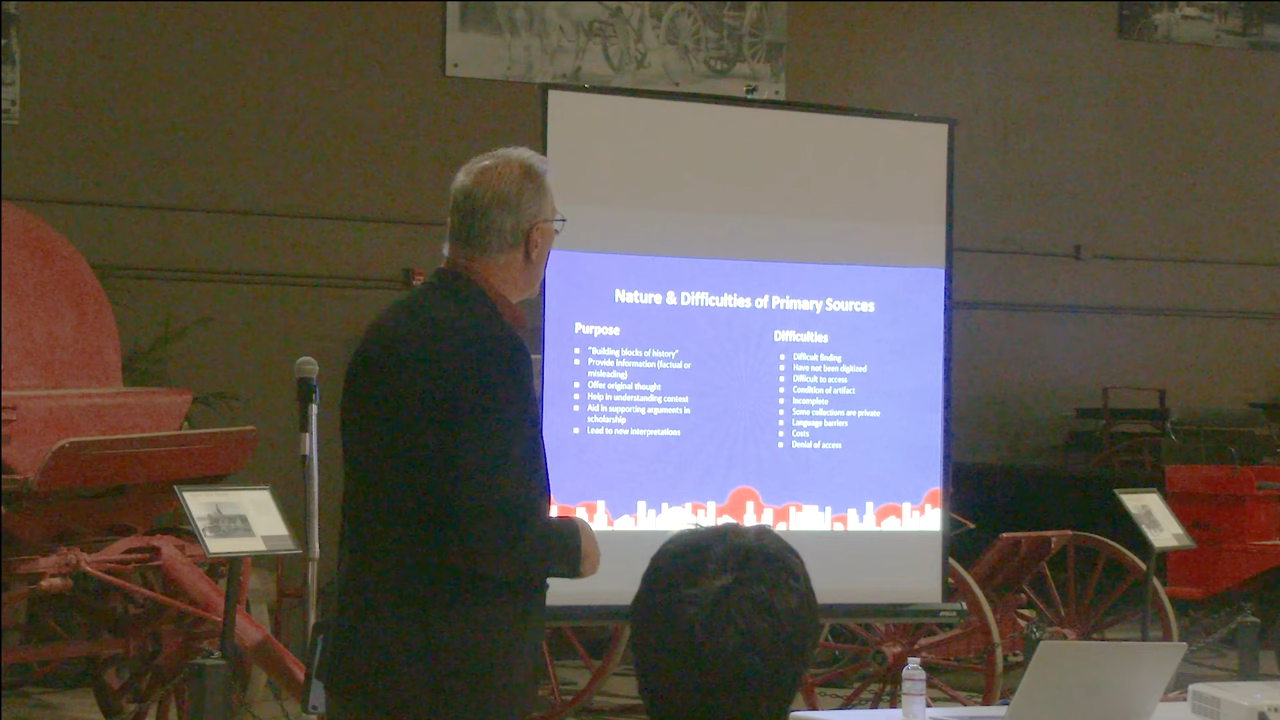 Nature & Difficulties of Primary Sources
Purpose
"Building blocks of history"
Provide information (factual or
misleading)
Offer original thought
Help in understanding context
Aid in supporting arguments in
scholarship
Lead to new interpretations
Difficulties
Difficult finding
Have not been digitized
Difficult to access
Condition of artifact
Incomplete
Some collections are private
Language barriers
Costs
Denial of access